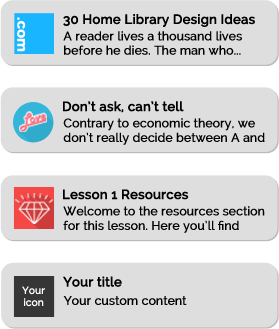 .com
30 Home Library Design Ideas
A reader lives a thousand lives
before he dies. The man who...
Love
Don't ask, can't tell
Contrary to economic theory, we
don't really decide between A and
Lesson 1 Resources
Welcome to the resources section
for this lesson. Here you'll find
Your
icon
Your title
Your custom content